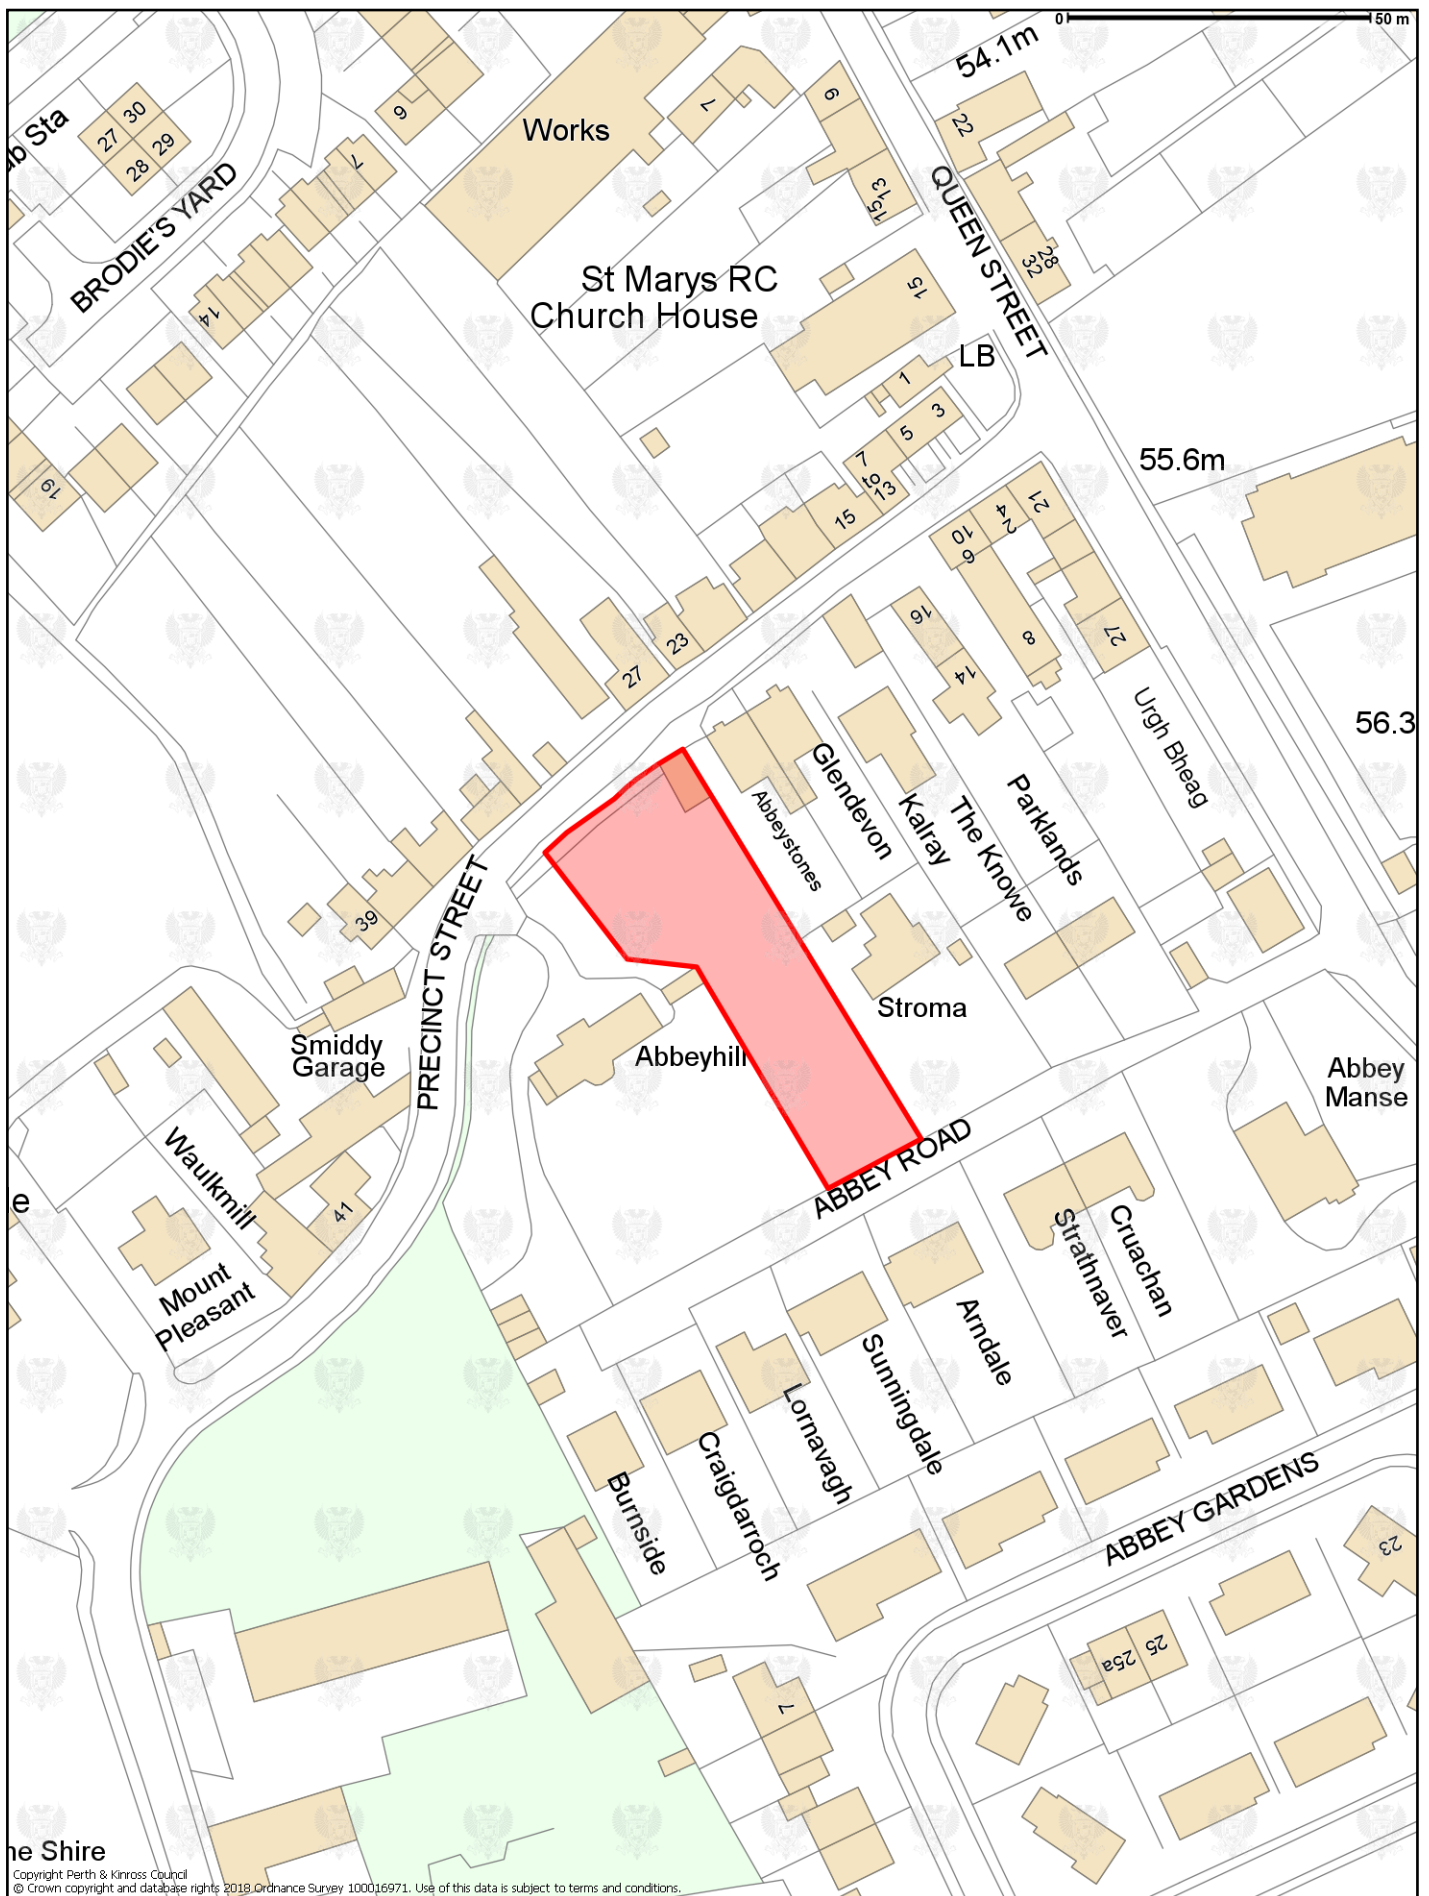 0 50 m
54.1m
ab Sta
30
27
29
28
9
Works
7
9
22
7
BRODIE'S YARD
13
15
QUEEN STREET
28
32
14
St Marys RC
Church House
15
LB
1
3
5
7
to
13
15
55.6m
19
21
2
4
10
6
16
8
27
14
23
27
Urgh Bheag
56.3
Glendevon
Abbeystones
Kalray
The Knowe
Parklands
39
PRECINCT STREET
Stroma
Smiddy
Garage
Abbeyhill
Abbey
Manse
Waulkmill
ABBEY ROAD
e
41
Mount
Pleasant
Strathnaver
Cruachan
Arndale
Sunningdale
Lornavagh
Craigdarroch
Burnside
ABBEY GARDENS
23
25a
25
7
he Shire
Copyright Perth & Kinross Council
© Crown copyright and database rights 2018 Ordnance Survey 100016971. Use of this data is subject to terms and conditions.